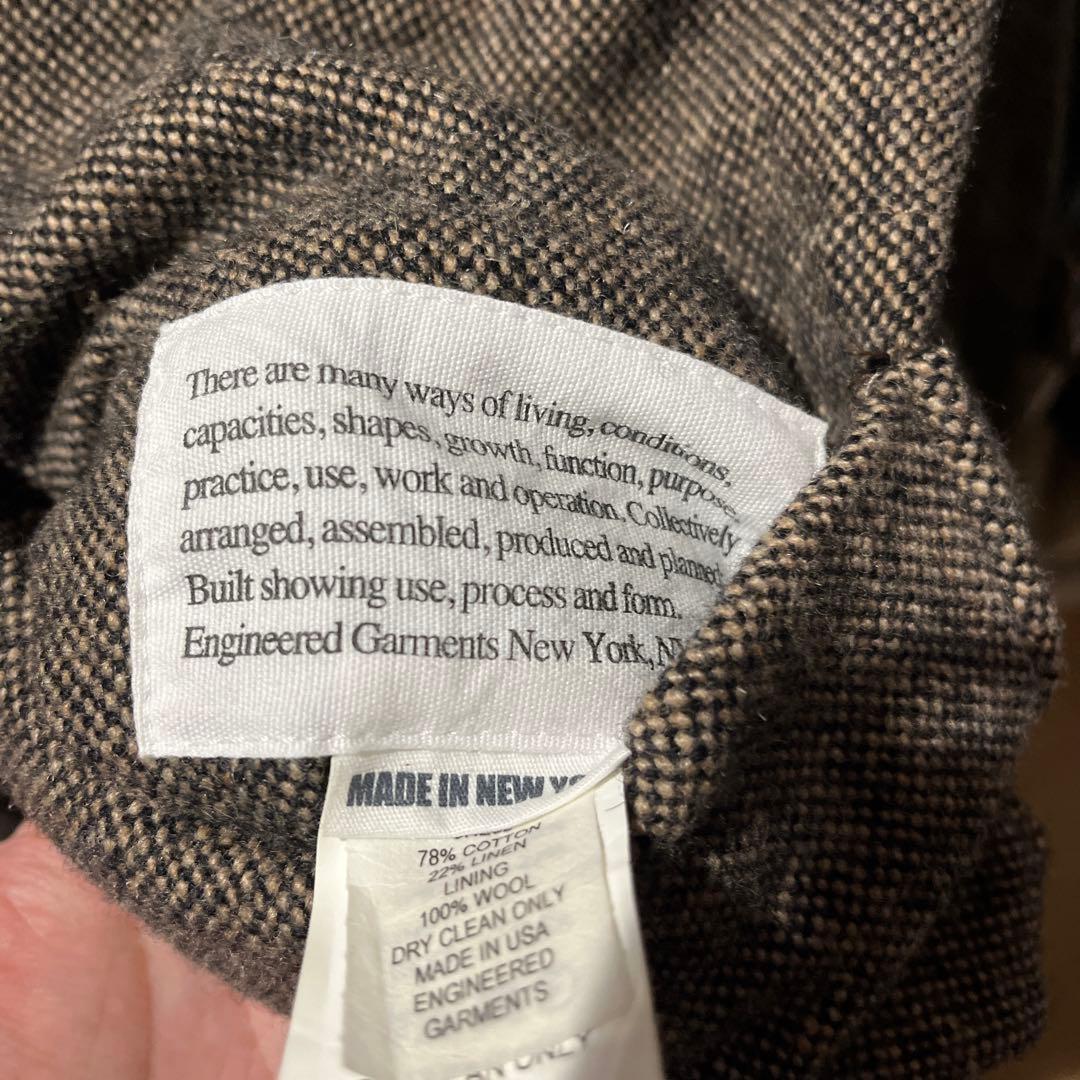 There are many ways of living, conditions,
capacities, shapes, growth, function, purpose,
practice, use, work and operation. Collectively
arranged, assembled, produced and planned
Built showing use, process and form.
Engineered Garments New York,
MADE IN NEW
78% COTTON
22% LINEN
LINING
100% WOOL
DRY CLEAN ONLY
MADE IN USA
ENGINEERED
GARMENTS
ONLY